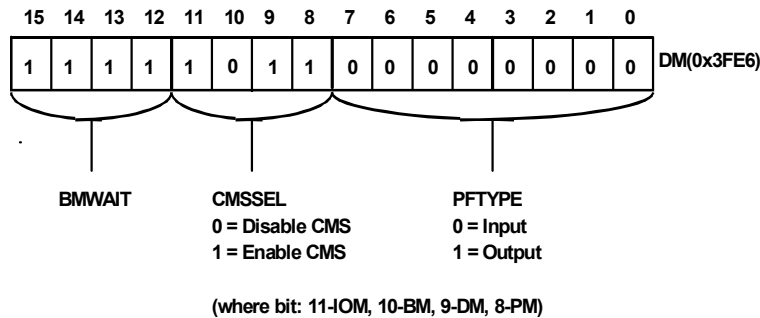 15 14 13 12 11 10 9 8 7 6 5 4 3 2 1 0
1 1 1 1 1 0 1 1 0 0 0 0 0 0 0 0 DM(0x3FE6)
BMWAIT CMSSEL PFTYPE
0 = Disable CMS 0 = Input
1 = Enable CMS 1 = Output
(where bit: 11-IOM, 10-BM, 9-DM, 8-PM)